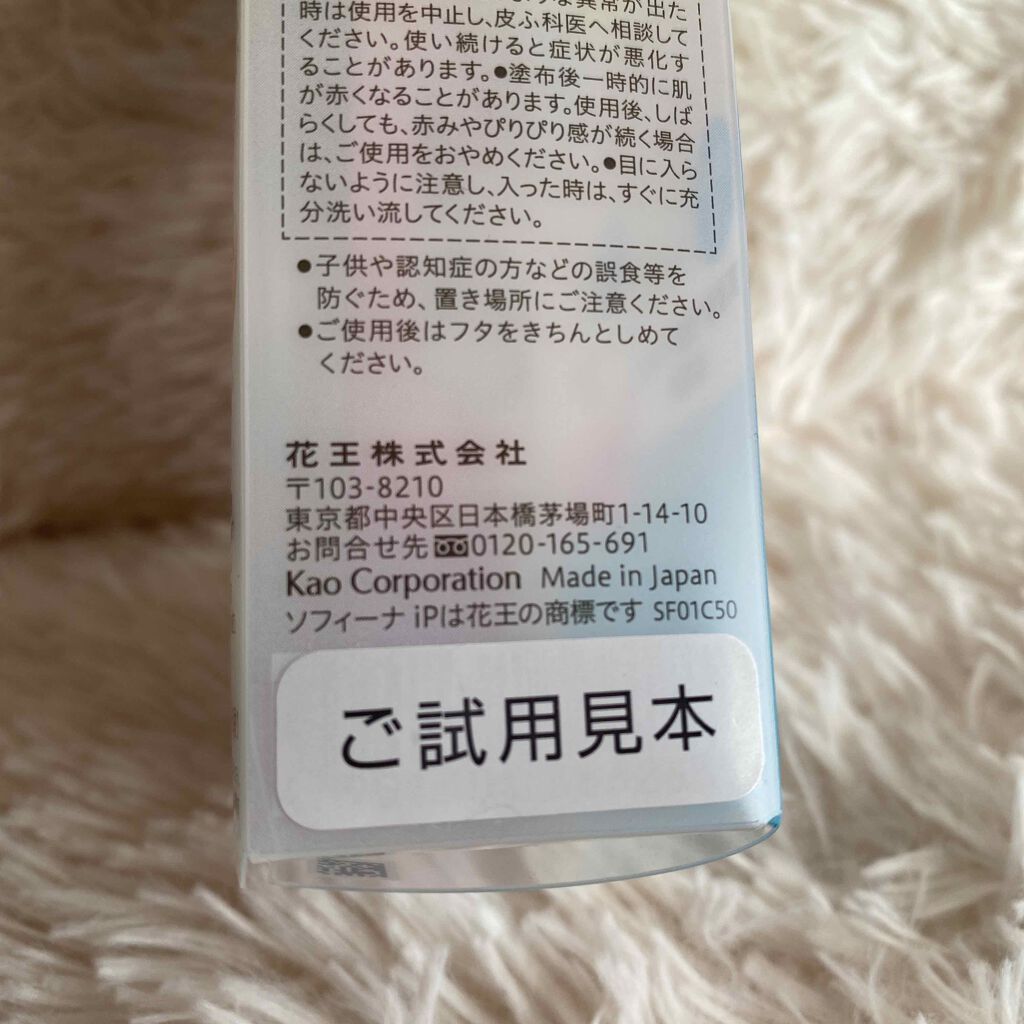 異常が出た
時は使用を中止し、皮ふ科医へ相談して
ください。使い続けると症状が悪化す
ることがあります。●塗布後一時的に肌
が赤くなることがあります。使用後、しば
らくしても、赤みやぴりぴり感が続く場合
は、ご使用をおやめください。●目に入ら
ないように注意し、入った時は、すぐに充
分洗い流してください。
●子供や認知症の方などの誤食等を
防ぐため、置き場所にご注意ください。
●ご使用後はフタをきちんとしめて
ください。
花王株式会社
〒103-8210
東京都中央区日本橋茅場町1-14-10
お問合せ先 0120-165-691
Kao Corporation Made in Japan
ソフィーナ iPは花王の商標です SF01C50
ご試用見本